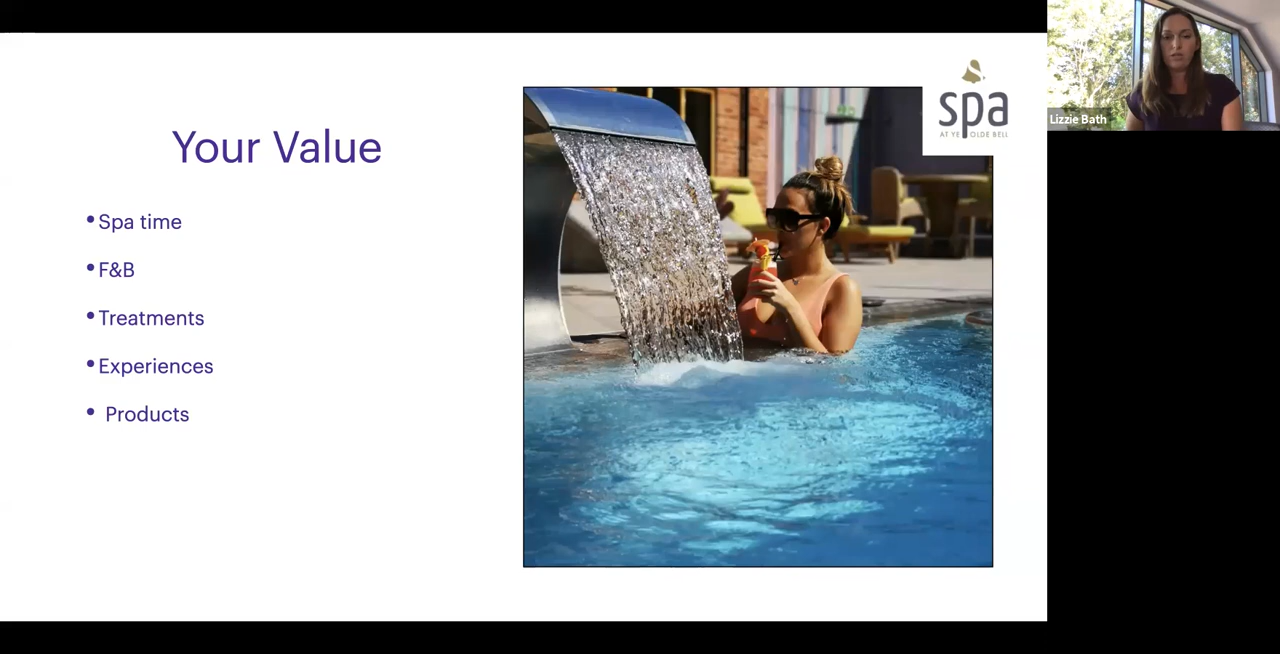 Your Value
• Spa time
• F&B
• Treatments
• Experiences
• Products
spa
AT YE OLDE BELL
Lizzie Bath